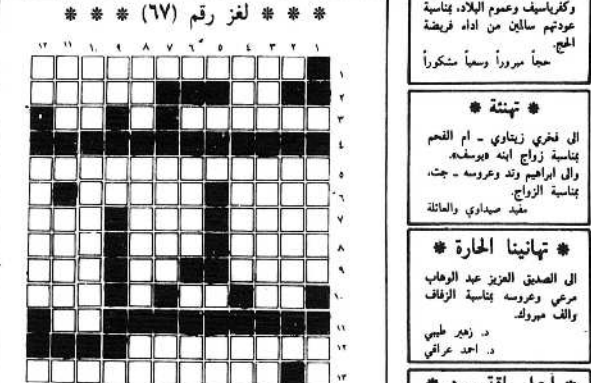 وكفرياسيف وعموم البلاد، بمناسبة
عودتهم سالمين من اداء فريضة
الحج.
حجاً مبروراً وسعياً مشكوراً
* تهنئة *
الى فخري زيتاوي ــ ام الفحم
بمناسبة زواج ابنه «يوسف».
والى ابراهيم وتد وعروسه ــ جت،
بمناسبة الزواج.
مفيد صيداوي والعائلة
* تهانينا الحارة *
الى الصديق العزيز عبد الوهاب
مرعي وعروسه بمناسبة الزفاف
والف مبروك.
د. زهير طيبي
د. احمد عراقي
* * * لغز رقم (٦٧) * * *
١ ٢ ٣ ٤ ٥ ٦ ٧ ٨ ٩ ١٠ ١١ ١٢
١
٢
٣
٤
٥
٦
٧
٨
٩
١٠
١١
١٢
١٣